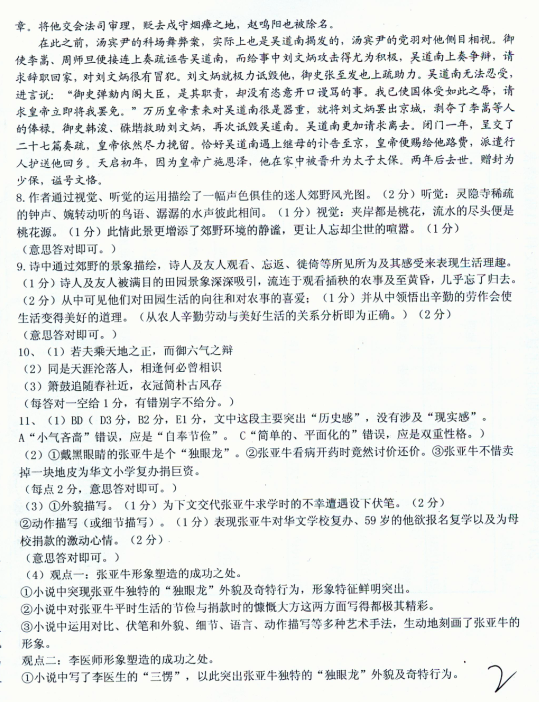 章。将他交会法司审理，贬去戍守烟瘴之地，赵鸣阳也被除名。
在此之前，汤宾尹的科场舞弊案，实际上也是吴道南揭发的，汤宾尹的党羽对他侧目相视。御
使李嵩、周师旦便接连上奏疏诋告吴道南，而给事中刘文炳攻击得尤为积极，吴道南上奏争辩，请
求辞职回家，对刘文炳很有冒犯。刘文炳就极力诋毁他，御史张至发也上疏助力。吴道南无法忍受，
进言说：“御史弹劾内阁大臣，是其职责，却没有恣意开口谩骂的事。我已使国体受如此之辱，请
求皇帝立即将我罢免。”万历皇帝素来对吴道南很是器重，就将刘文炳罢出京城，剥夺了李嵩等人
的俸禄。御史韩浚、硃堦救助刘文炳，再次诋毁吴道南。吴道南更加请求离去。闭门一年，呈交了
二十七篇奏疏，皇帝依然尽力挽留。恰好吴道南遇上继母的讣告至京，皇帝便赐给他路费，派遣行
人护送他回乡。天启初年，因为皇帝广施恩泽，他在家中被晋升为太子太保。两年后去世。赠封为
少保，谥号文恪。
8.作者通过视觉、听觉的运用描绘了一幅声色俱佳的迷人郊野风光图。（2分）听觉：灵隐寺稀疏
的钟声、婉转动听的鸟语、潺潺的水声彼此相间。（1分）视觉：夹岸都是桃花，流水的尽头便是
桃花源。（1分）此情此景更增添了郊野环境的静谧，更让人忘却尘世的喧嚣。（1分）
（意思答对即可。）
9.诗中通过郊野的景象描绘，诗人及友人观看、忘返、徙倚等所见所为及其感受来表现生活理趣。
（1分）诗人及友人被满目的田园景象深深吸引，流连于观看插秧的农事及至黄昏，几乎忘了归去。
（2分）从中可见他们对田园生活的向往和对农事的喜爱；（1分）并从中领悟出辛勤的劳作会使
生活变得美好的道理。（从农人辛勤劳动与美好生活的关系分析即为正确。）（2分）
（意思答对即可。）
10、（1）若夫乘天地之正，而御六气之辩
（2）同是天涯沦落人，相逢何必曾相识
（3）箫鼓追随春社近，衣冠简朴古风存
（每答对一空给1分，有错别字不给分。）
11、（1）BD（ D3分，B2分，E1分，文中这段主要突出“历史感”，没有涉及“现实感”。
A“小气吝啬”错误，应是“自奉节俭”。 C“简单的、平面化的”错误，应是双重性格。）
（2）①戴黑眼睛的张亚牛是个“独眼龙”。②张亚牛看病开药时竟然讨价还价。③张亚牛不惜卖
掉一块地皮为华文小学复办捐巨资。
（每点2分，意思答对即可。）
（3）①外貌描写。（1分）为下文交代张亚牛求学时的不幸遭遇设下伏笔。（2分）
②动作描写（或细节描写）。（1分）表现张亚牛对华文学校复办、59岁的他欲报名复学以及为母
校捐款的激动心情。（2分）
（意思答对即可。）
（4）观点一：张亚牛形象塑造的成功之处。
①小说中突现张亚牛独特的“独眼龙”外貌及奇特行为，形象特征鲜明突出。
②小说中对张亚牛平时生活的节俭与捐款时的慷慨大方这两方面写得都极其精彩。
③小说中运用对比、伏笔和外貌、细节、语言、动作描写等多种艺术手法，生动地刻画了张亚牛的
形象。
观点二：李医师形象塑造的成功之处。
①小说中写了李医生的“三愣”，以此突出张亚牛独特的“独眼龙”外貌及奇特行为。
2